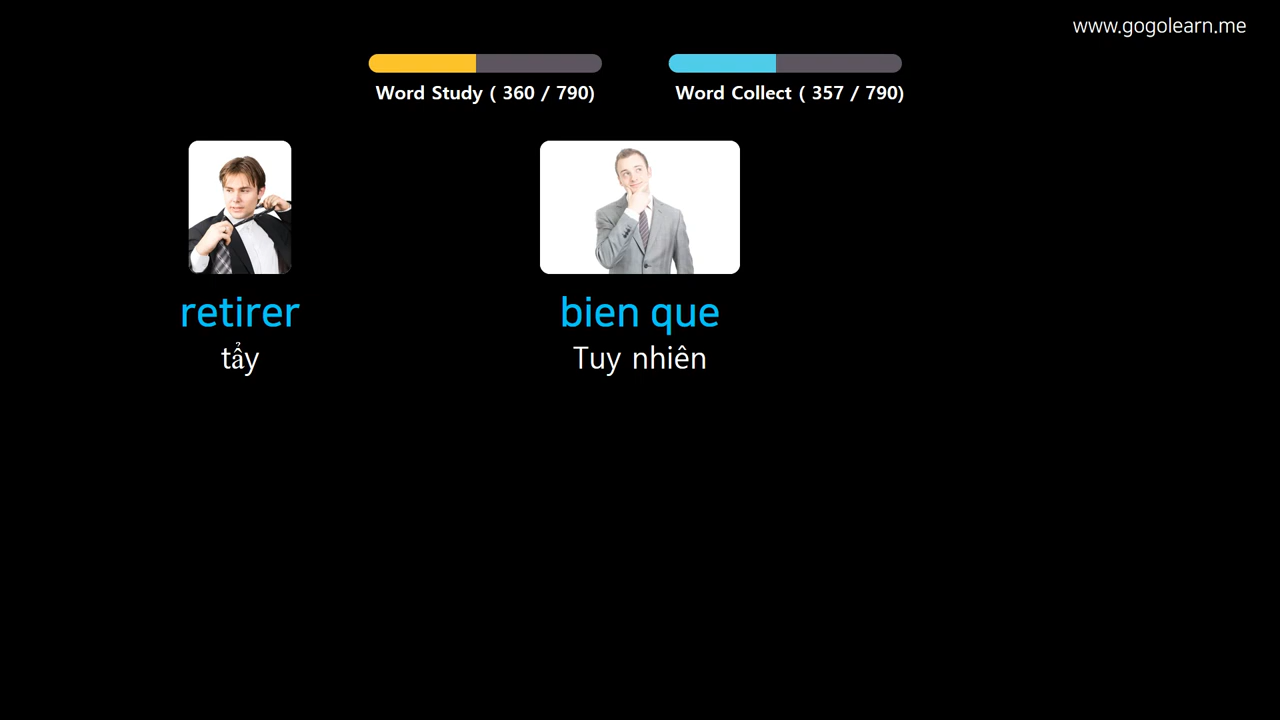 www.gogolearn.me
Word Study ( 360 / 790)
Word Collect ( 357 / 790)
retirer
tẩy
bien que
Tuy nhiên